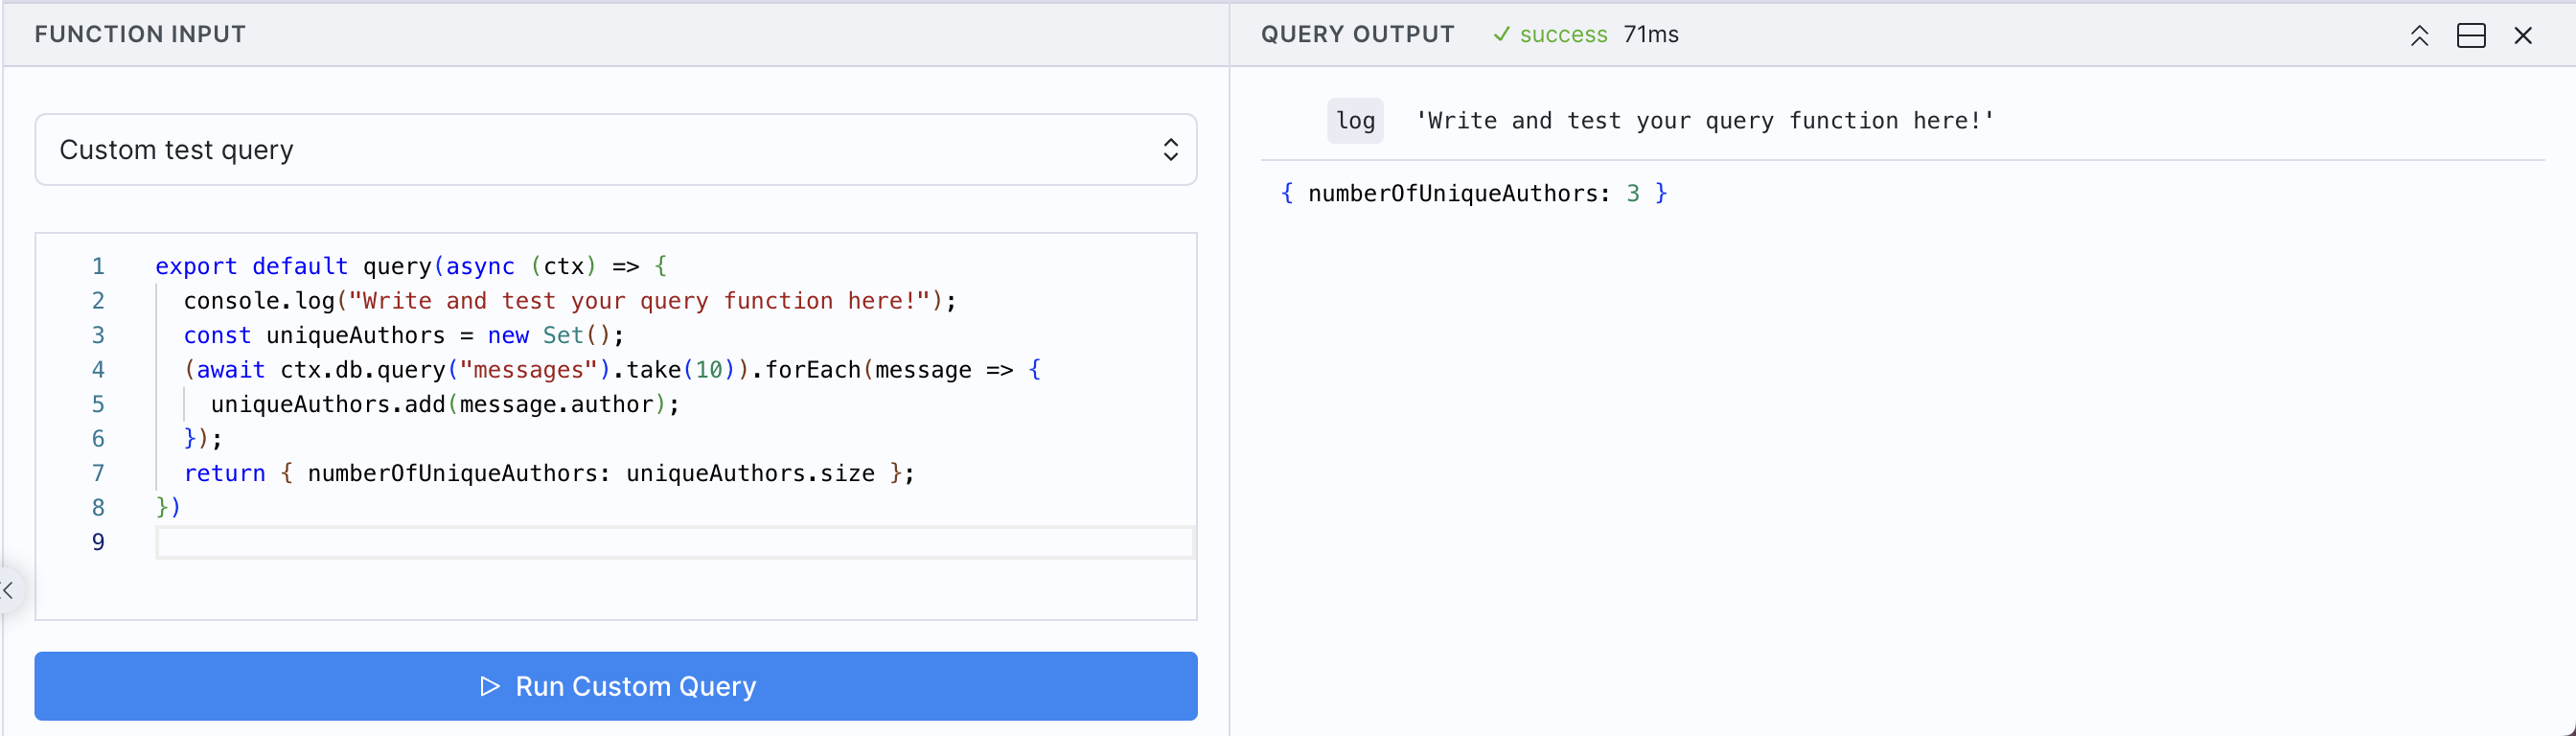 FUNCTION INPUT
Custom test query
1 export default query(async (ctx) => {
2   console.log("Write and test your query function here!");
3   const uniqueAuthors = new Set();
4   (await ctx.db.query("messages").take(10)).forEach(message => {
5     uniqueAuthors.add(message.author);
6   });
7   return { numberOfUniqueAuthors: uniqueAuthors.size };
8 })
9
Run Custom Query
QUERY OUTPUT ✓ success 71ms
log 'Write and test your query function here!'
{ numberOfUniqueAuthors: 3 }